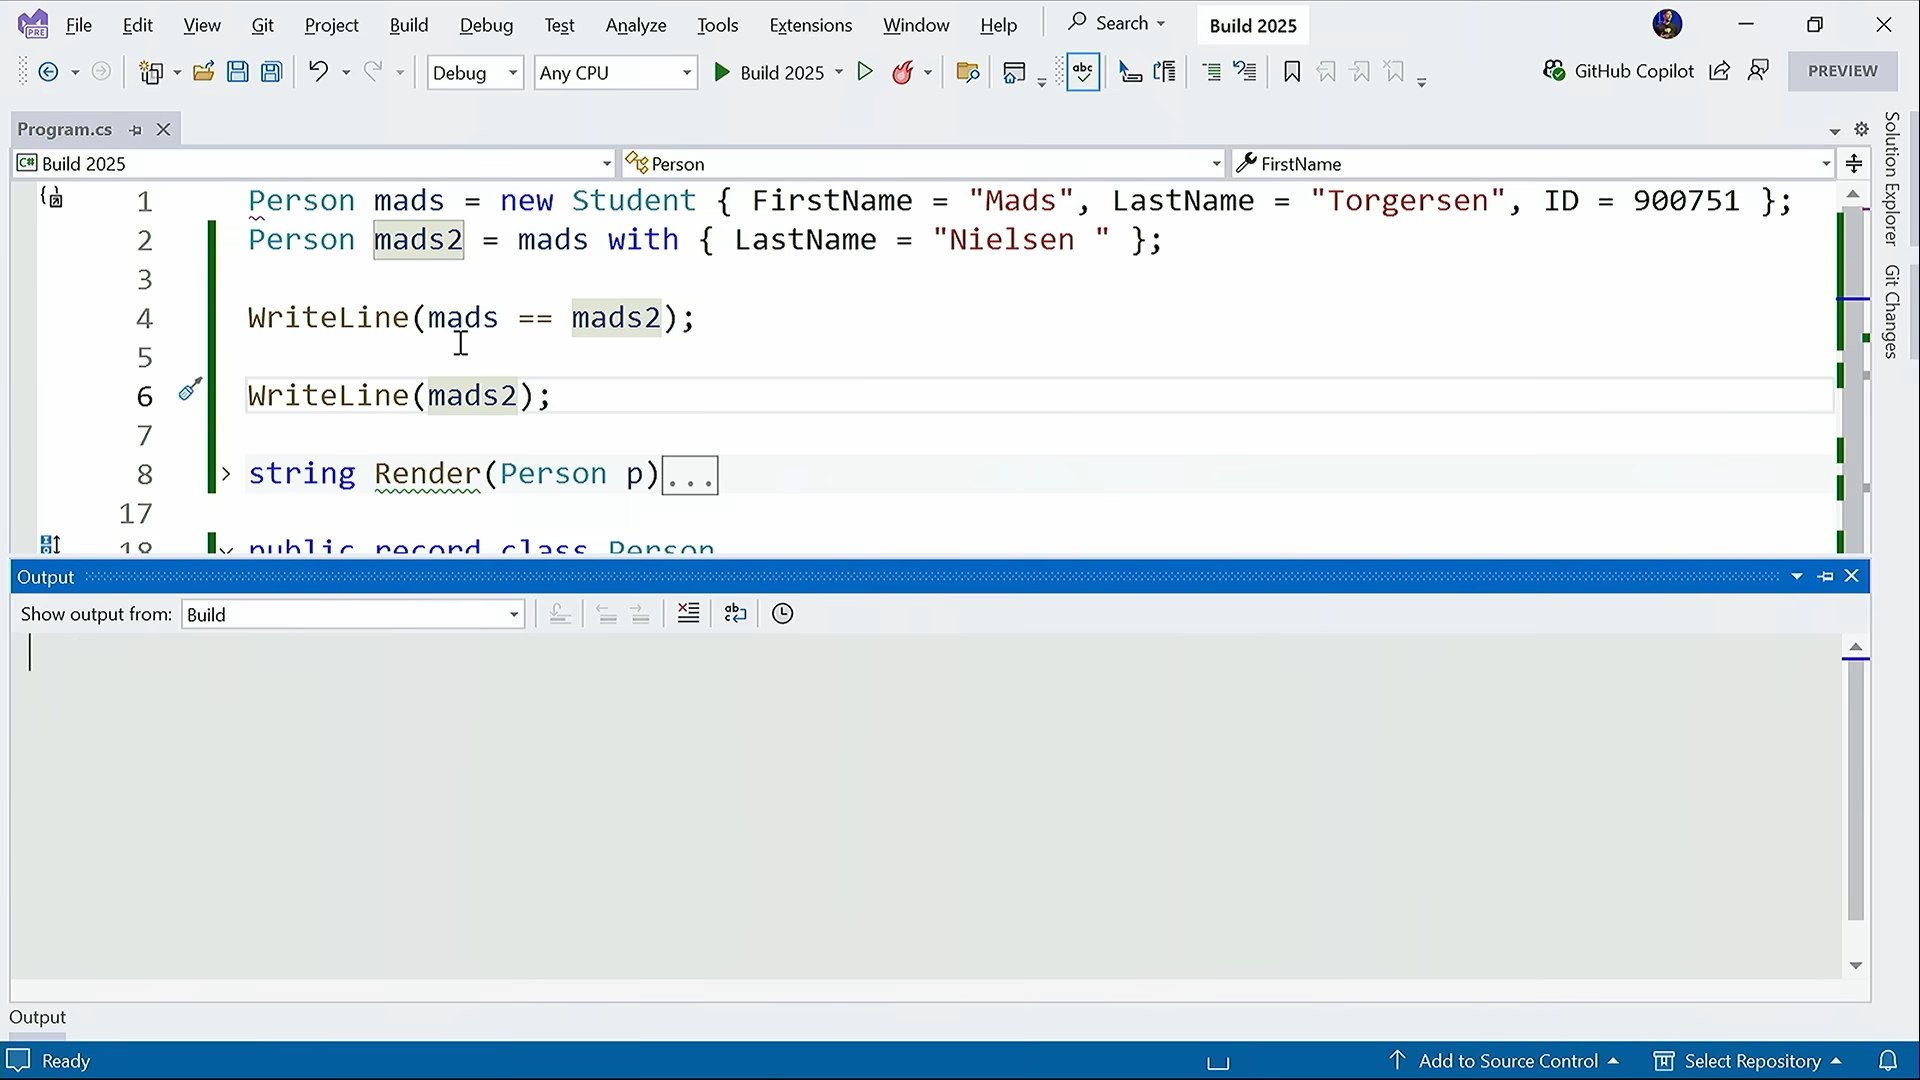 PRE File Edit View Git Project Build Debug Test Analyze Tools Extensions Window Help Search Build 2025
Debug Any CPU Build 2025 abc GitHub Copilot PREVIEW
Program.cs
C# Build 2025 Person FirstName
1 Person mads = new Student { FirstName = "Mads", LastName = "Torgersen", ID = 900751 };
2 Person mads2 = mads with { LastName = "Nielsen " };
3
4 WriteLine(mads == mads2);
5
6 WriteLine(mads2);
7
8 string Render(Person p)...
17
18 public record class Person
Solution Explorer
Git Changes
Output
Show output from: Build
Output
Ready Add to Source Control Select Repository